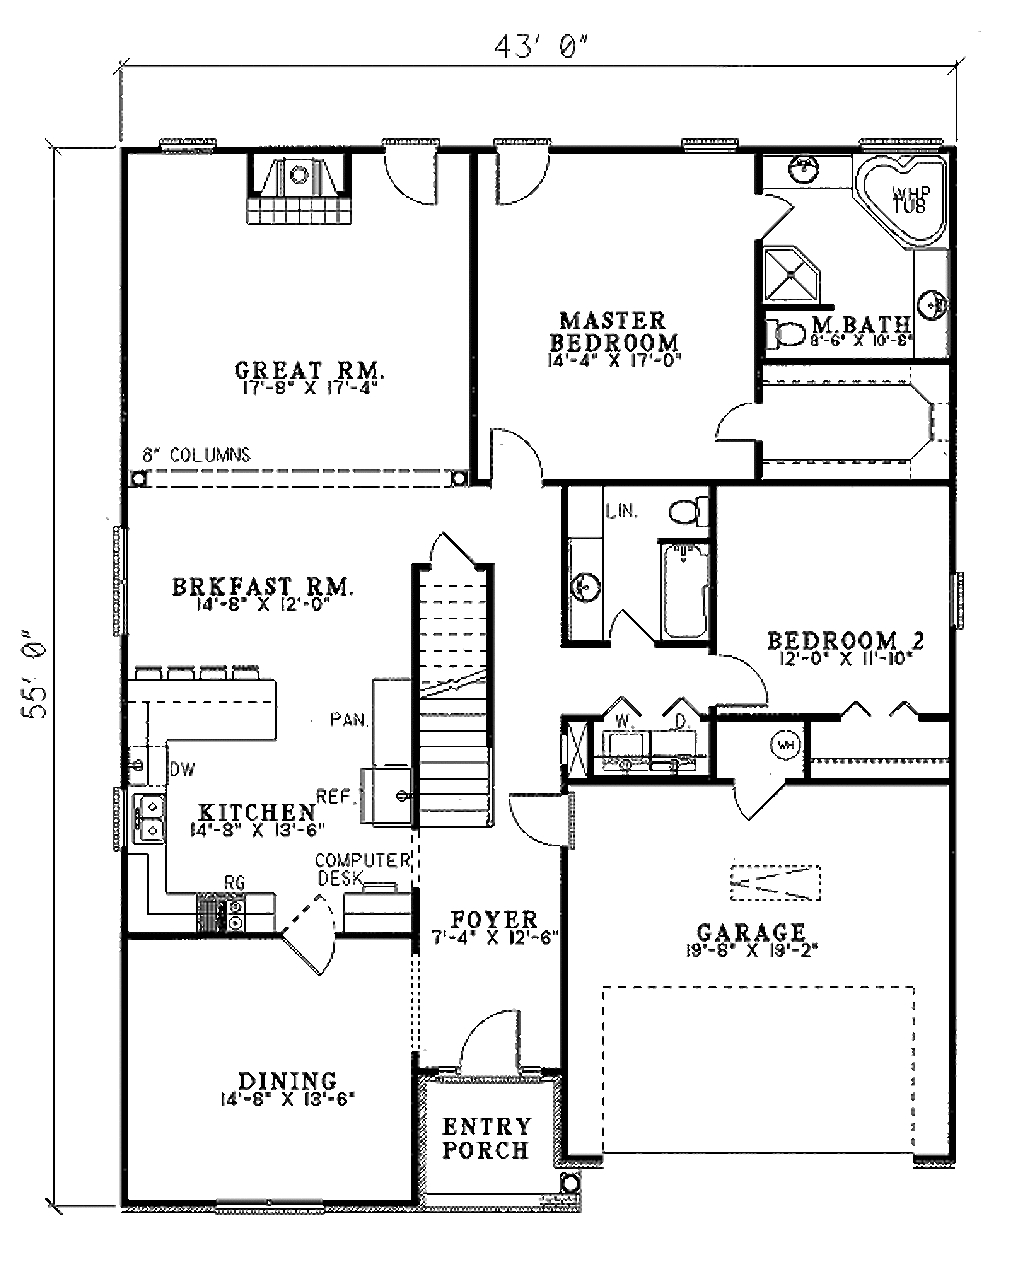 43' 0"
WHP
TUB
MASTER
BEDROOM
14'-4" X 17'-0"
M.BATH
8'-6" X 10'-8"
GREAT RM.
17'-8" X 17'-4"
8" COLUMNS
LIN.
BRKFAST RM.
14'-8" X 12'-0"
BEDROOM 2
12'-0" X 11'-10"
55' 0"
PAN.
W.
D.
WH
DW
REF.
KITCHEN
14'-8" X 13'-6"
COMPUTER
DESK
RG
FOYER
7'-4" X 12'-6"
GARAGE
19'-8" X 19'-2"
DINING
14'-8" X 13'-6"
ENTRY
PORCH